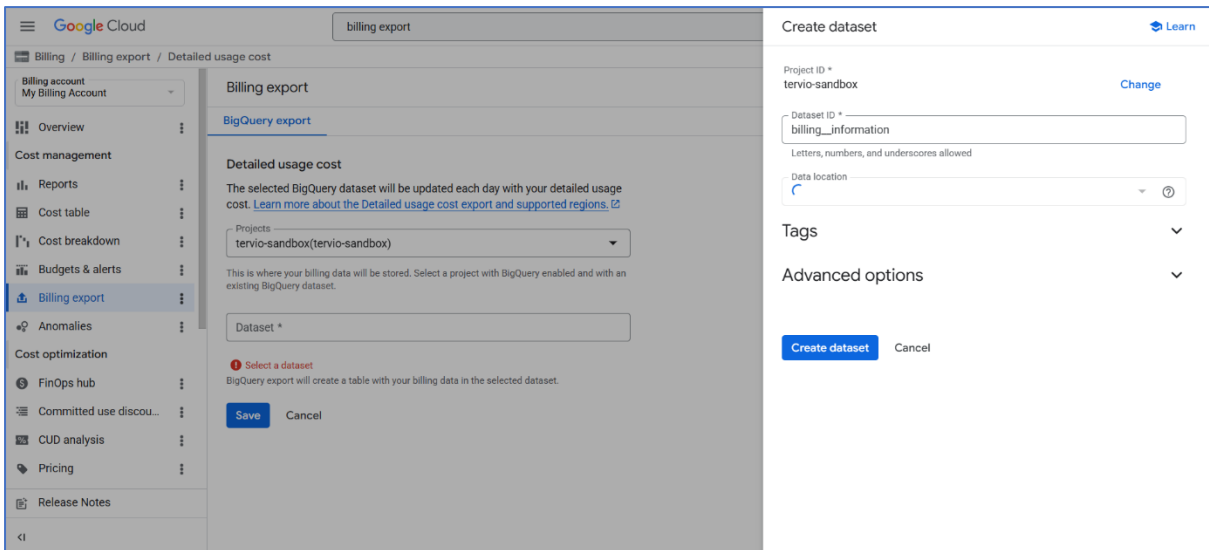 Google Cloud
billing export
Billing / Billing export / Detailed usage cost
Billing account
My Billing Account
Overview
Cost management
Reports
Cost table
Cost breakdown
Budgets & alerts
Billing export
Anomalies
Cost optimization
FinOps hub
Committed use discou...
CUD analysis
Pricing
Release Notes
Billing export
BigQuery export
Detailed usage cost
The selected BigQuery dataset will be updated each day with your detailed usage
cost. Learn more about the Detailed usage cost export and supported regions.
Projects
tervio-sandbox(tervio-sandbox)
This is where your billing data will be stored. Select a project with BigQuery enabled and with an
existing BigQuery dataset.
Dataset *
Select a dataset
BigQuery export will create a table with your billing data in the selected dataset.
Save Cancel
Create dataset
Learn
Project ID *
tervio-sandbox
Change
Dataset ID *
billing__information
Letters, numbers, and underscores allowed
Data location
Tags
Advanced options
Create dataset Cancel